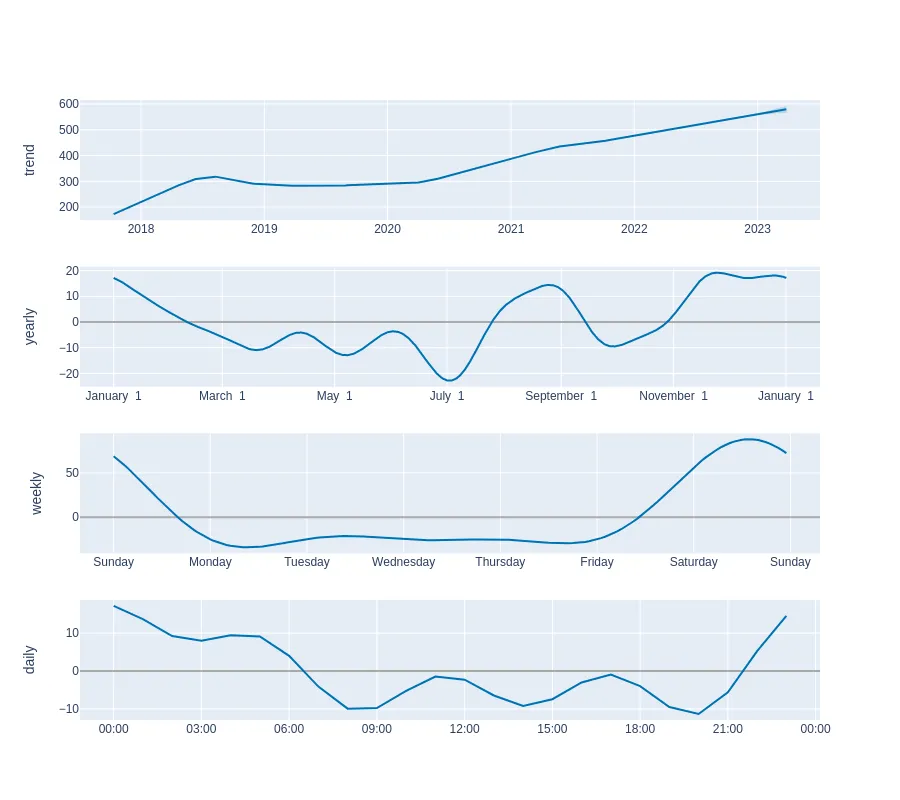 trend
600
500
400
300
200
2018 2019 2020 2021 2022 2023
yearly
20
10
0
−10
−20
January 1 March 1 May 1 July 1 September 1 November 1 January 1
weekly
50
0
Sunday Monday Tuesday Wednesday Thursday Friday Saturday Sunday
daily
10
0
−10
00:00 03:00 06:00 09:00 12:00 15:00 18:00 21:00 00:00